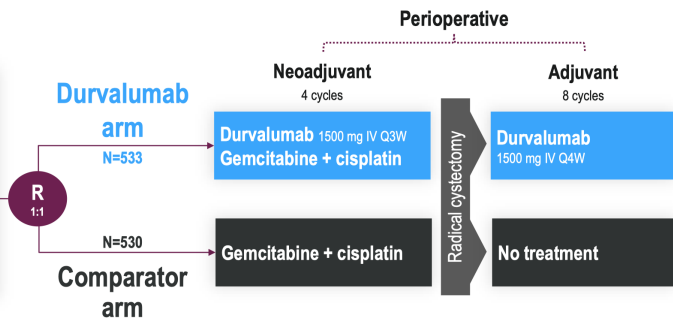 Perioperative
Neoadjuvant
4 cycles
Adjuvant
8 cycles
Durvalumab
arm
N=533
Durvalumab 1500 mg IV Q3W
Gemcitabine + cisplatin
Radical cystectomy
Durvalumab
1500 mg IV Q4W
R
1:1
N=530
Comparator
arm
Gemcitabine + cisplatin
No treatment